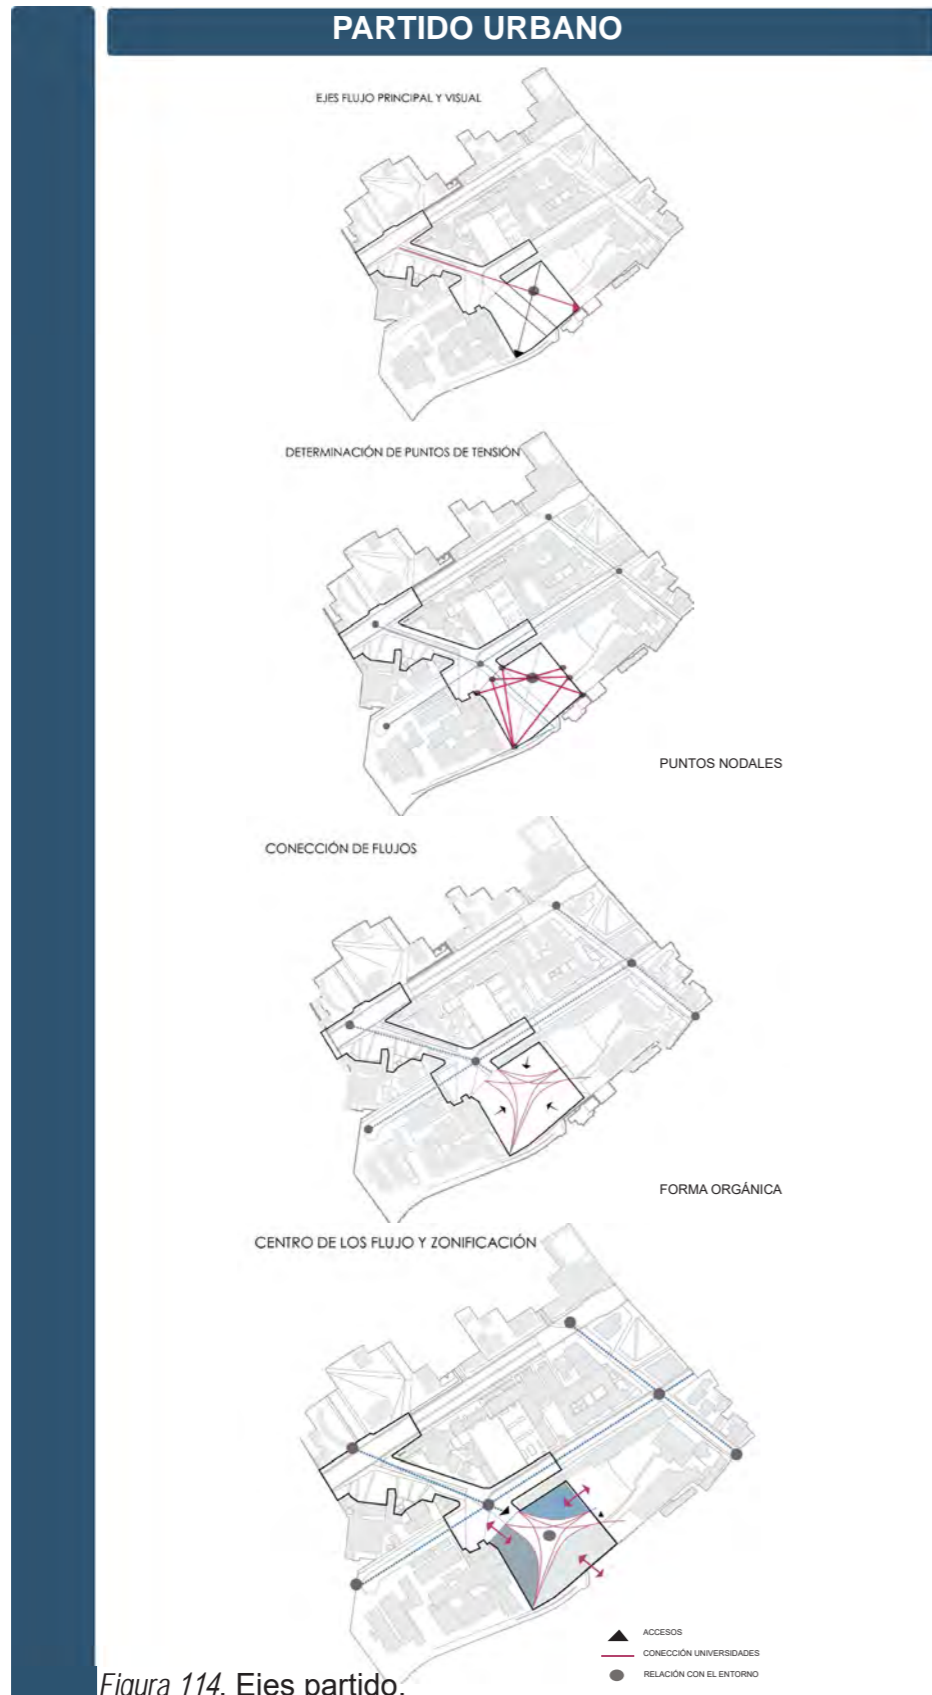 PARTIDO URBANO
EJES FLUJO PRINCIPAL Y VISUAL
DETERMINACIÓN DE PUNTOS DE TENSIÓN
PUNTOS NODALES
CONECCIÓN DE FLUJOS
FORMA ORGÁNICA
CENTRO DE LOS FLUJO Y ZONIFICACIÓN
ACCESOS
CONECCIÓN UNIVERSIDADES
RELACIÓN CON EL ENTORNO
Figura 114. Ejes partido.